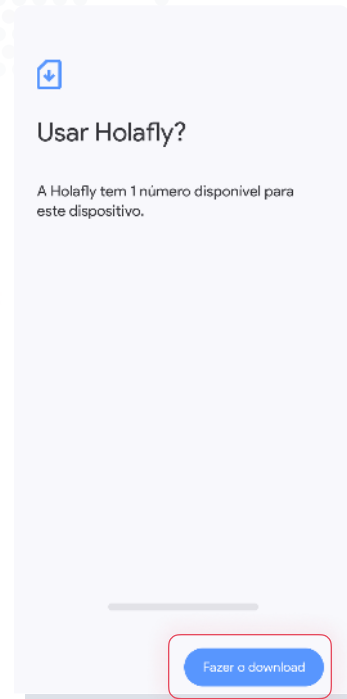 Usar Holafly?
A Holafly tem 1 número disponível para
este dispositivo.
Fazer o download